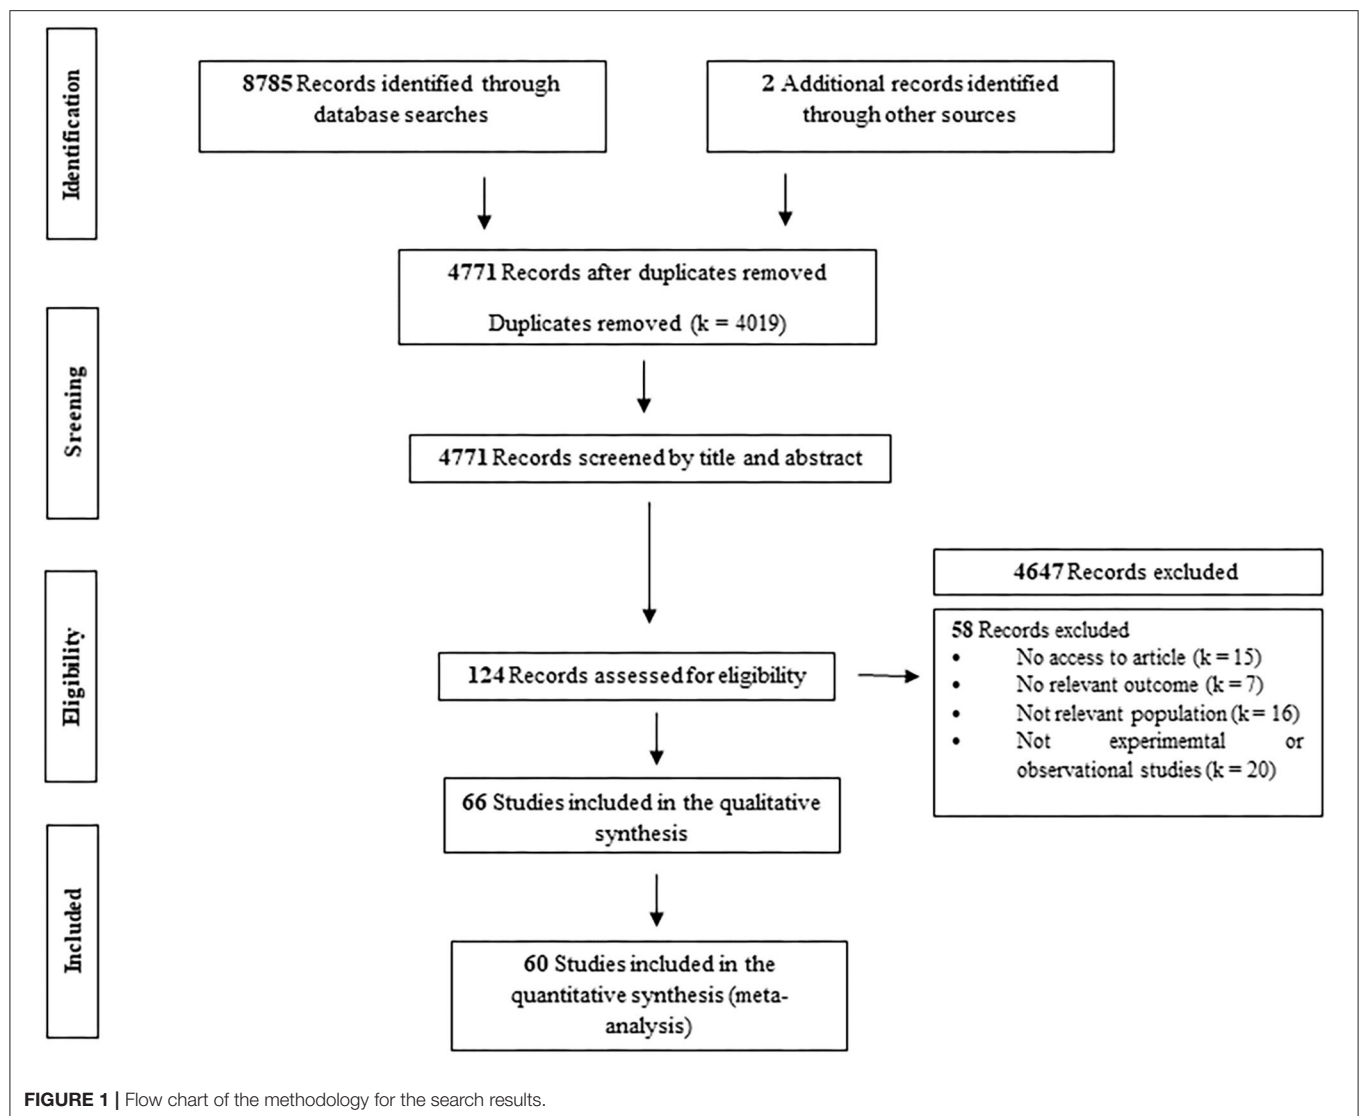 Identification
8785 Records identified through
database searches
2 Additional records identified
through other sources
4771 Records after duplicates removed
Duplicates removed (k = 4019)
Sreening
4771 Records screened by title and abstract
Eligibility
4647 Records excluded
58 Records excluded
• No access to article (k = 15)
• No relevant outcome (k = 7)
• Not relevant population (k = 16)
• Not experimemtal or
observational studies (k = 20)
124 Records assessed for eligibility
66 Studies included in the qualitative
synthesis
Included
60 Studies included in the
quantitative synthesis (meta-
analysis)
FIGURE 1 | Flow chart of the methodology for the search results.